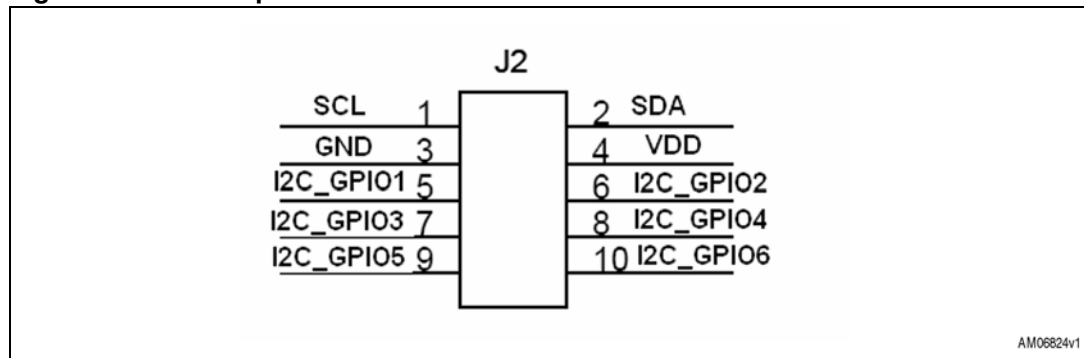 J2
SCL 1 2 SDA
GND 3 4 VDD
I2C_GPIO1 5 6 I2C_GPIO2
I2C_GPIO3 7 8 I2C_GPIO4
I2C_GPIO5 9 10 I2C_GPIO6
AM06824v1